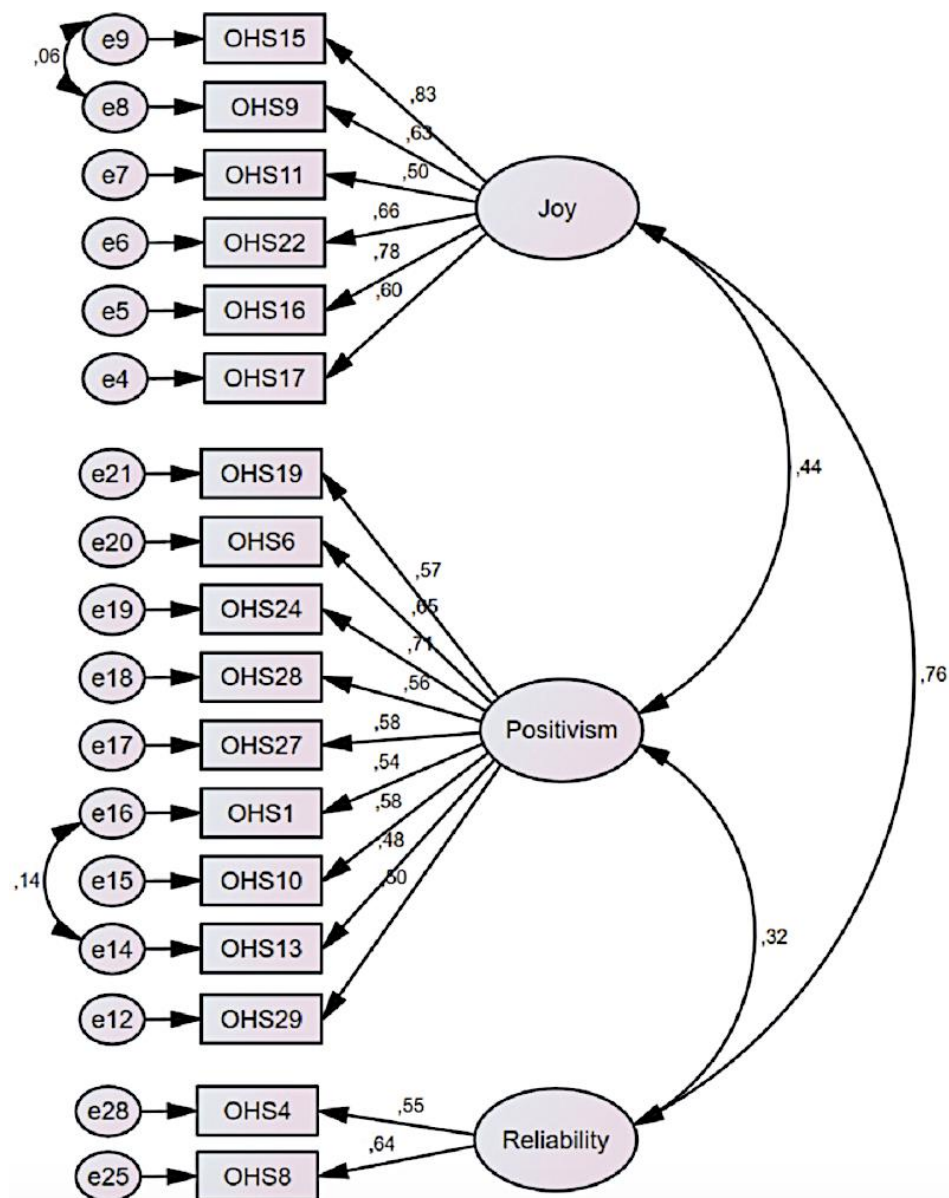 e9 OHS15
,06
,83
e8 OHS9
,63
e7 OHS11
,50
Joy
,66
e6 OHS22
,78
e5 OHS16
,60
e4 OHS17
,44
e21 OHS19
e20 OHS6
,57
,65
e19 OHS24
,71
e18 OHS28
,56
,76
e17 OHS27
,58
Positivism
,54
e16 OHS1
,58
,48
,14
e15 OHS10
,50
e14 OHS13
,32
e12 OHS29
e28 OHS4
,55
Reliability
,64
e25 OHS8